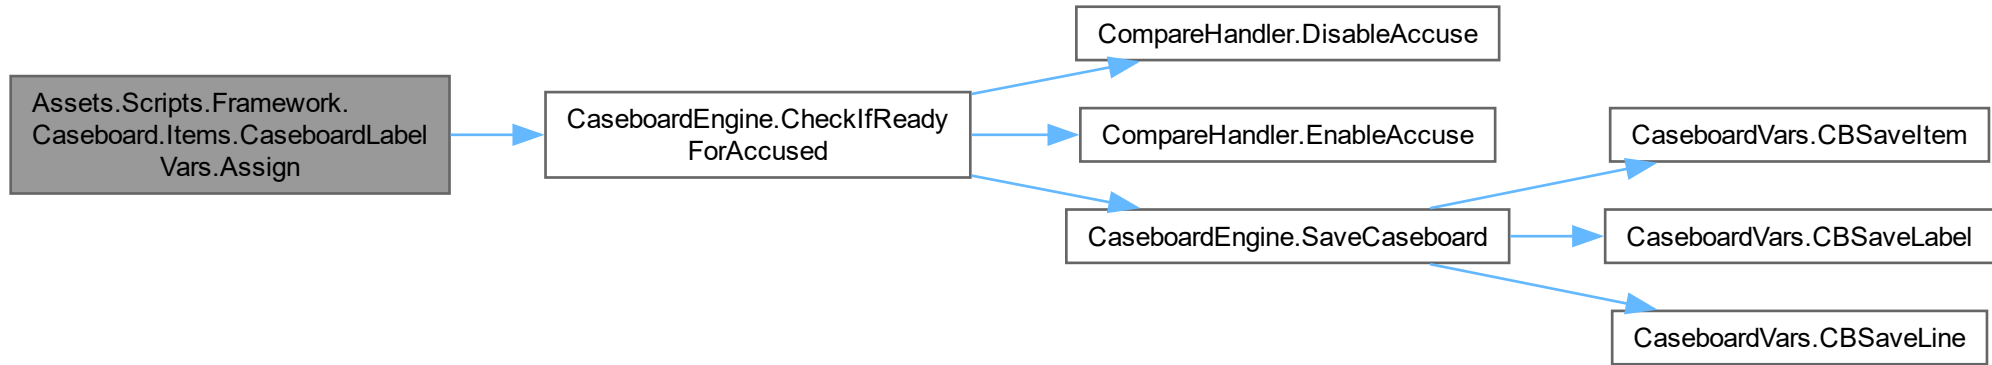 Assets.Scripts.Framework.
Caseboard.Items.CaseboardLabel
Vars.Assign
CaseboardEngine.CheckIfReady
ForAccused
CompareHandler.DisableAccuse
CompareHandler.EnableAccuse
CaseboardEngine.SaveCaseboard
CaseboardVars.CBSaveItem
CaseboardVars.CBSaveLabel
CaseboardVars.CBSaveLine